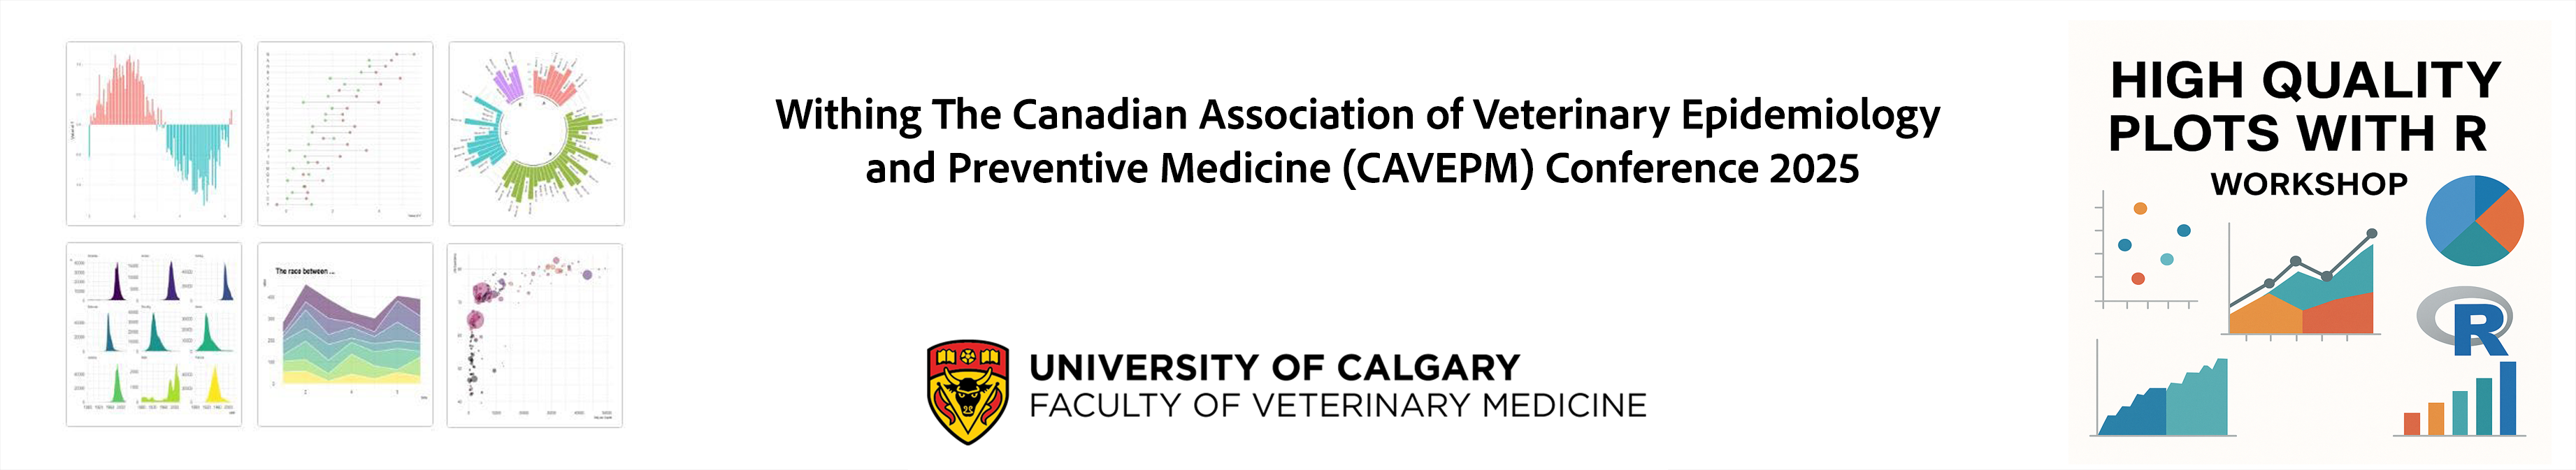 Withing The Canadian Association of Veterinary Epidemiology
and Preventive Medicine (CAVEPM) Conference 2025
UNIVERSITY OF CALGARY
FACULTY OF VETERINARY MEDICINE
HIGH QUALITY
PLOTS WITH R
WORKSHOP
R
The race between ...